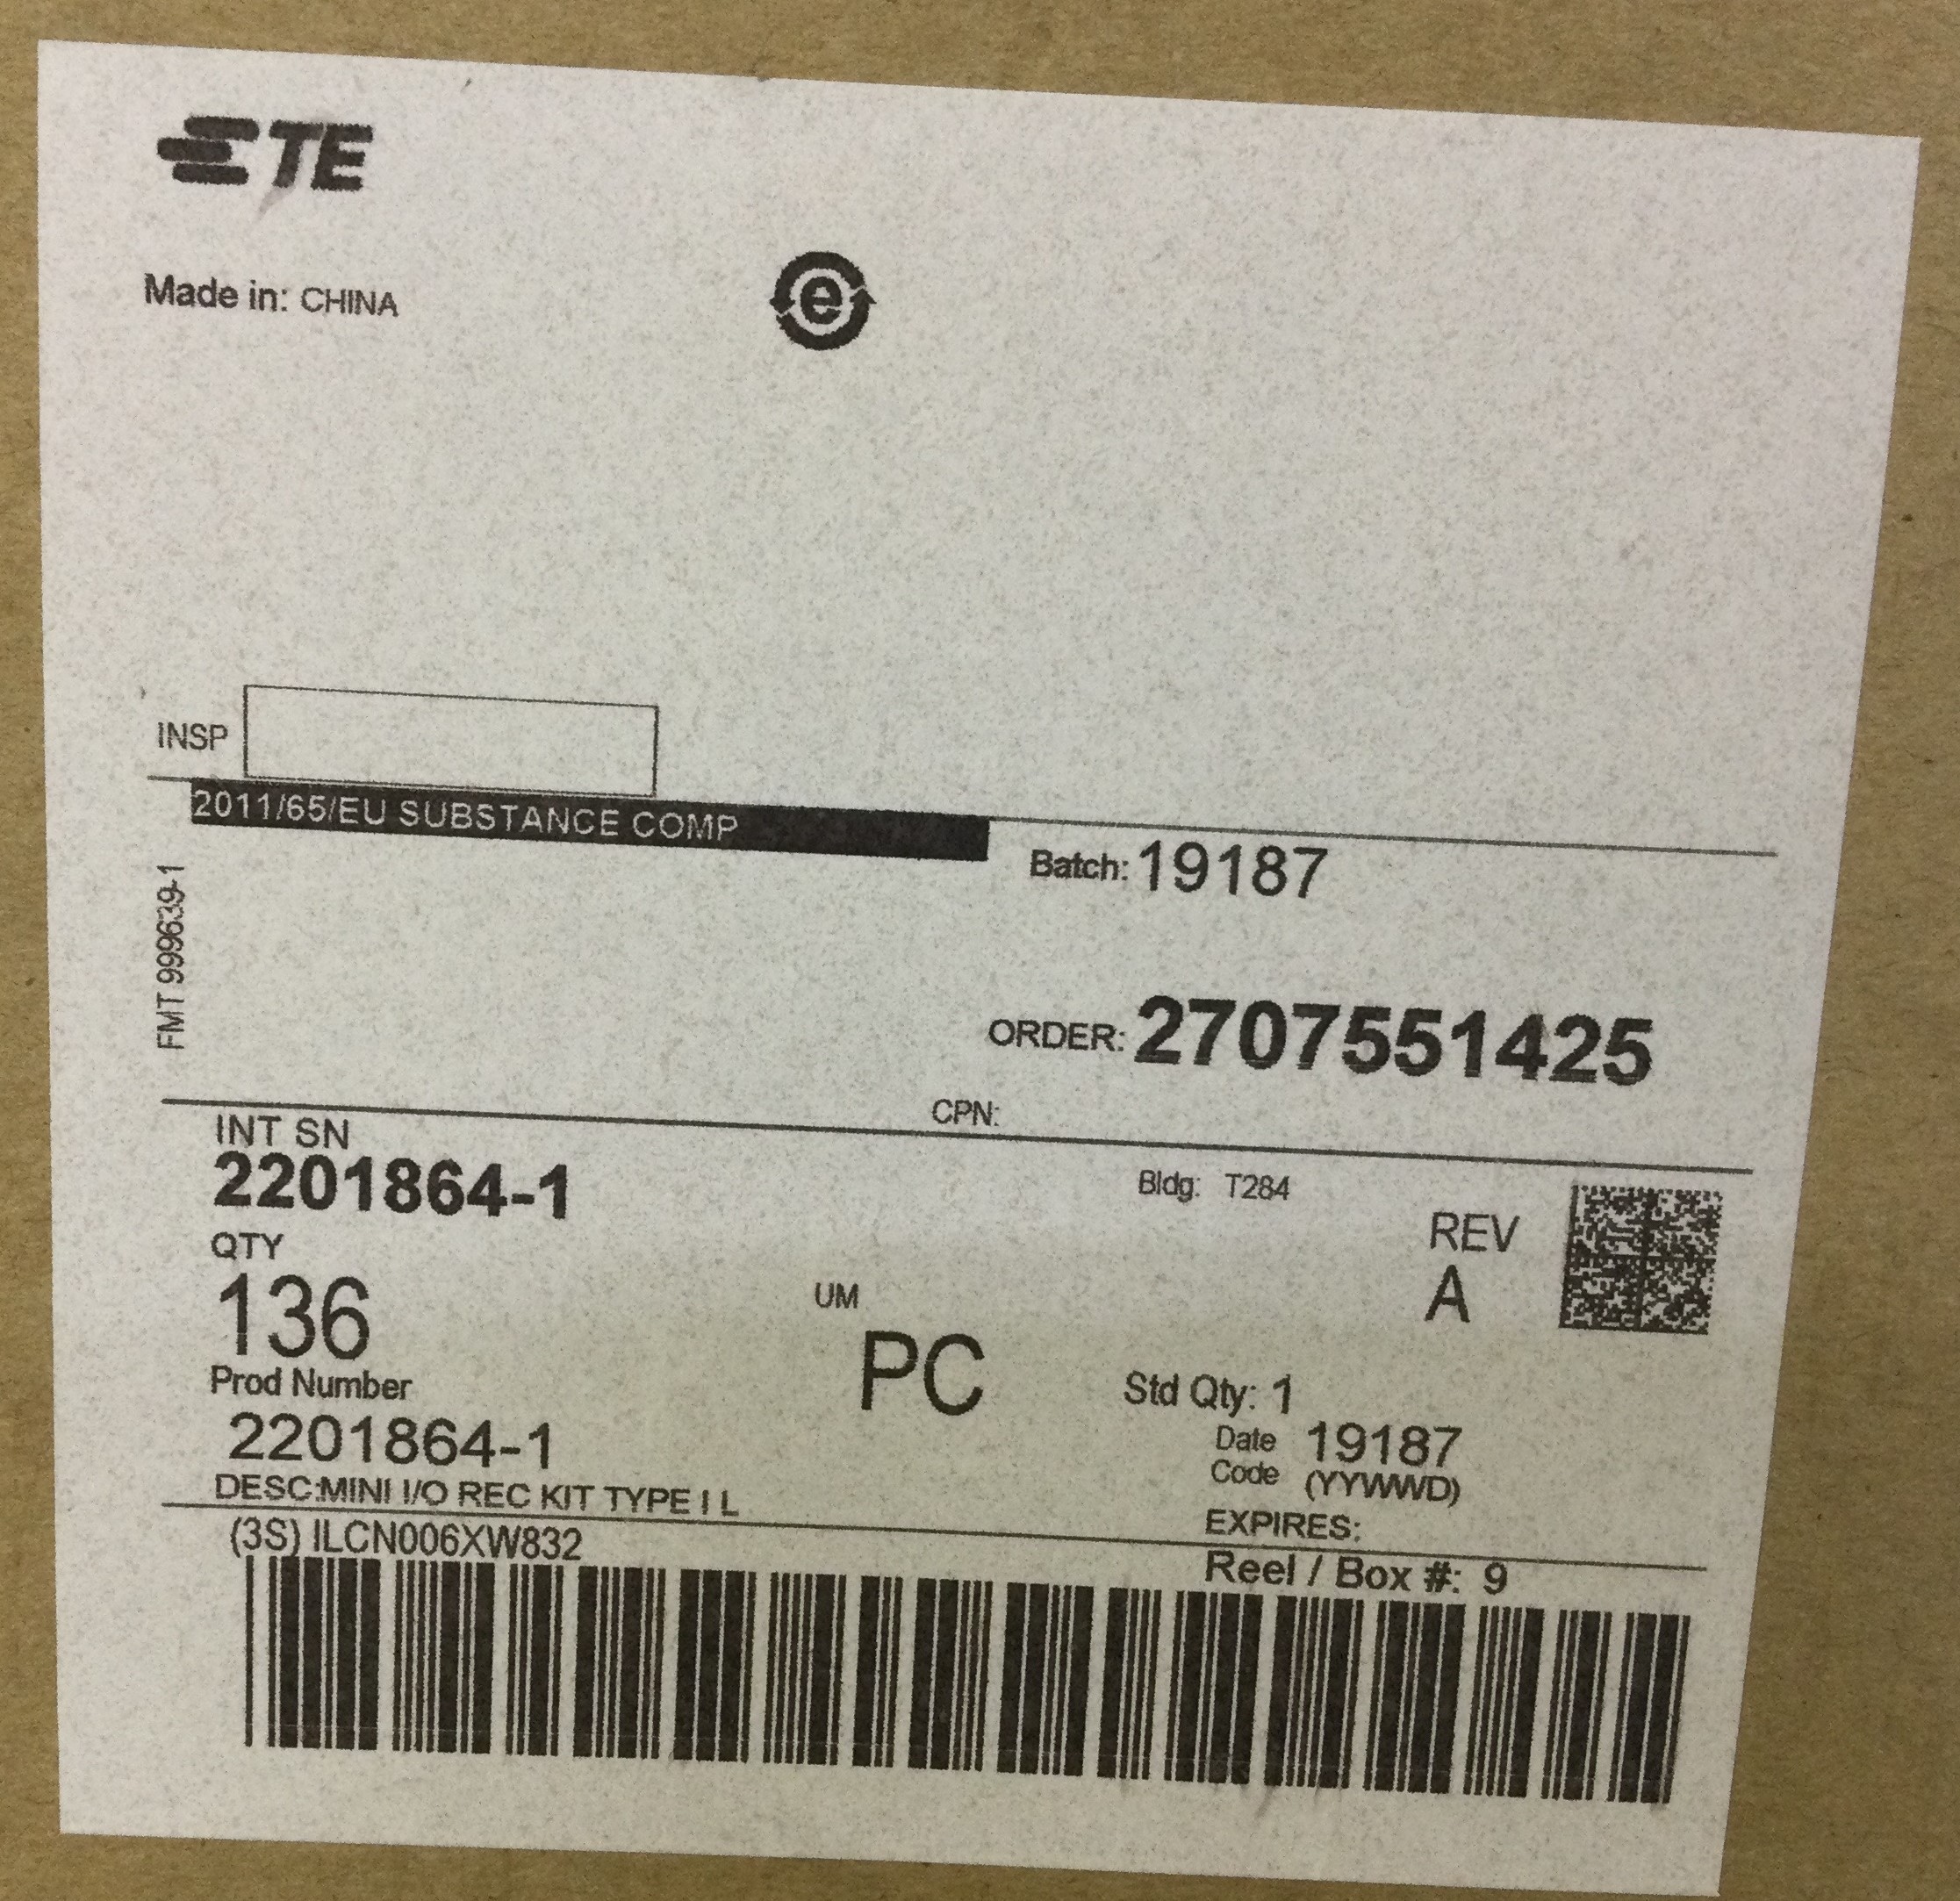 TE
Made in: CHINA
e
INSP
2011/65/EU SUBSTANCE COMP
Batch: 19187
FMT 999639-1
ORDER: 2707551425
CPN:
INT SN
2201864-1
Bldg: T284
QTY
136
UM
PC
REV
A
Prod Number
2201864-1
Std Qty: 1
Date Code 19187
(YYWWD)
DESC:MINI I/O REC KIT TYPE I L
EXPIRES:
(3S) ILCN006XW832
Reel / Box #: 9